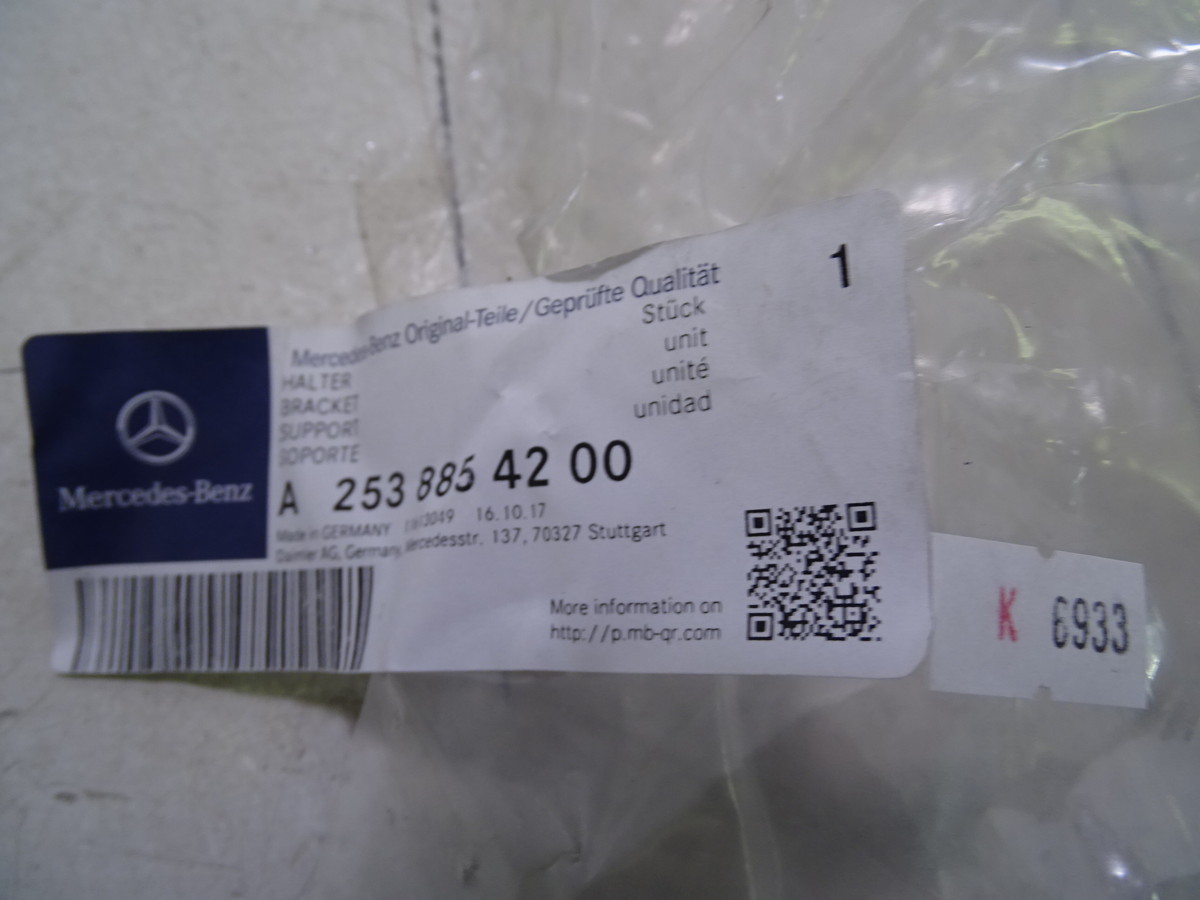 Mercedes-Benz Original-Teile/Geprüfte Qualität
1
HALTER
BRACKET
SUPPORT
SOPORTE
Stück
unit
unité
unidad
A 253 885 42 00
Made in GERMANY 16.10.17
Daimler AG, Germany, Mercedesstr. 137, 70327 Stuttgart
Mercedes-Benz
More information on
http://p.mb-qr.com
K 6933